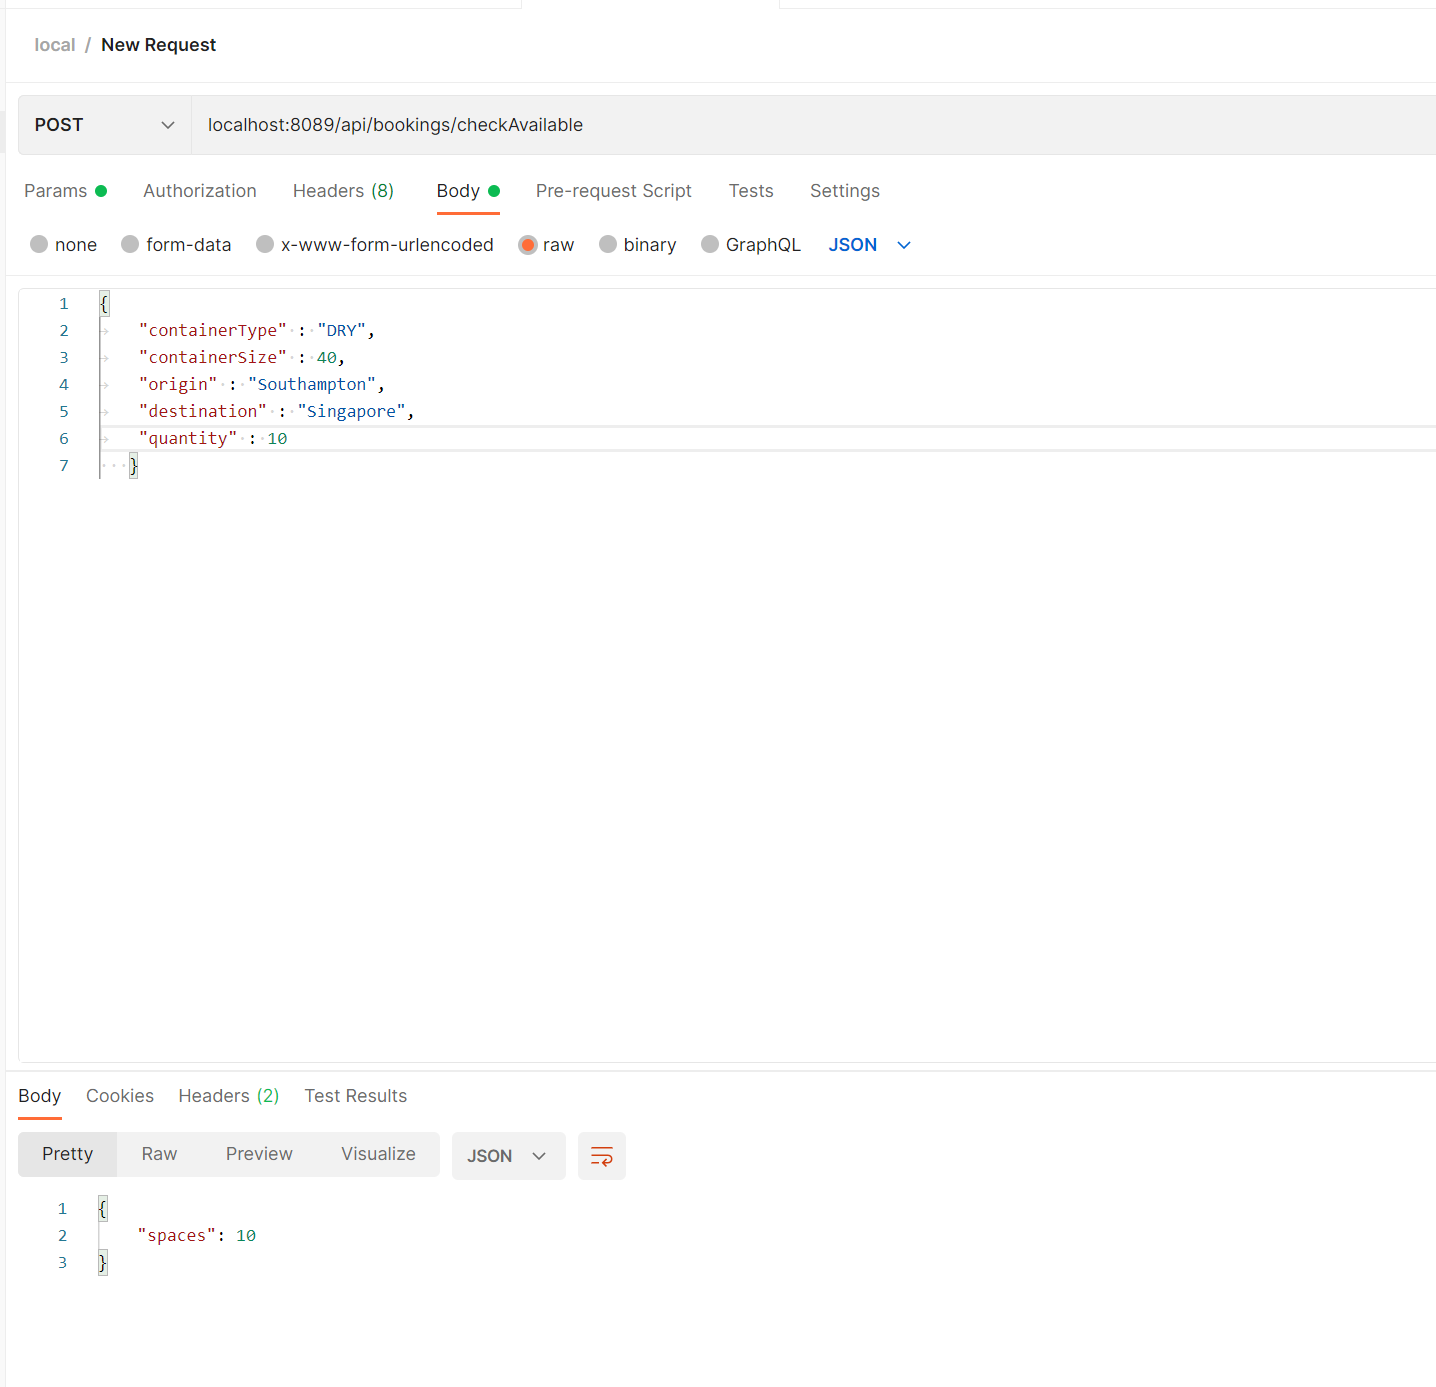 local / New Request
POST localhost:8089/api/bookings/checkAvailable
Params Authorization Headers (8) Body Pre-request Script Tests Settings
none form-data x-www-form-urlencoded raw binary GraphQL JSON
1 {
2 "containerType" : "DRY",
3 "containerSize" : 40,
4 "origin" : "Southampton",
5 "destination" : "Singapore",
6 "quantity" : 10
7 }
Body Cookies Headers (2) Test Results
Pretty Raw Preview Visualize JSON
1 {
2 "spaces": 10
3 }